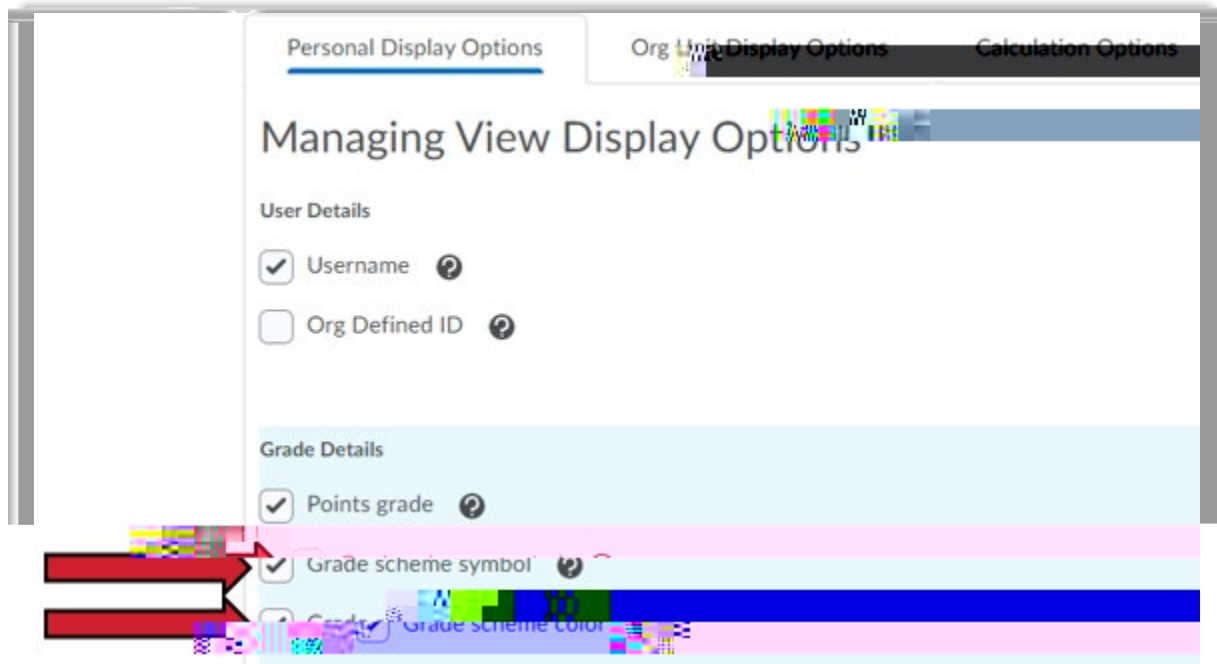 Personal Display Options
Org Unit Display Options
Calculation Options
Managing View Display Options
User Details
Username
Org Defined ID
Grade Details
Points grade
Grade scheme symbol
Grade scheme color